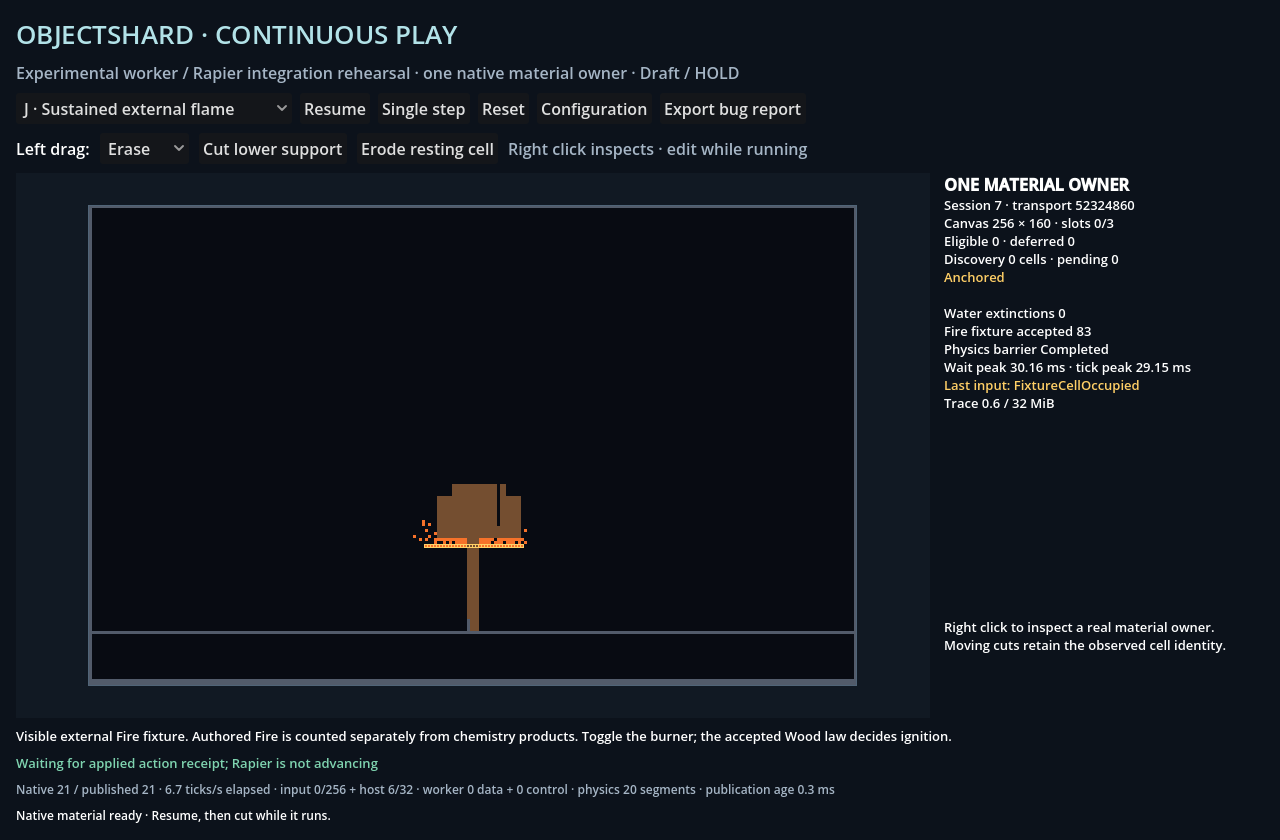 OBJECTSHARD · CONTINUOUS PLAY
Experimental worker / Rapier integration rehearsal · one native material owner · Draft / HOLD
J · Sustained external flame Resume Single step Reset Configuration Export bug report
Left drag: Erase Cut lower support Erode resting cell Right click inspects · edit while running
ONE MATERIAL OWNER
Session 7 · transport 52324860
Canvas 256 × 160 · slots 0/3
Eligible 0 · deferred 0
Discovery 0 cells · pending 0
Anchored
Water extinctions 0
Fire fixture accepted 83
Physics barrier Completed
Wait peak 30.16 ms · tick peak 29.15 ms
Last input: FixtureCellOccupied
Trace 0.6 / 32 MiB
Right click to inspect a real material owner.
Moving cuts retain the observed cell identity.
Visible external Fire fixture. Authored Fire is counted separately from chemistry products. Toggle the burner; the accepted Wood law decides ignition.
Waiting for applied action receipt; Rapier is not advancing
Native 21 / published 21 · 6.7 ticks/s elapsed · input 0/256 + host 6/32 · worker 0 data + 0 control · physics 20 segments · publication age 0.3 ms
Native material ready · Resume, then cut while it runs.